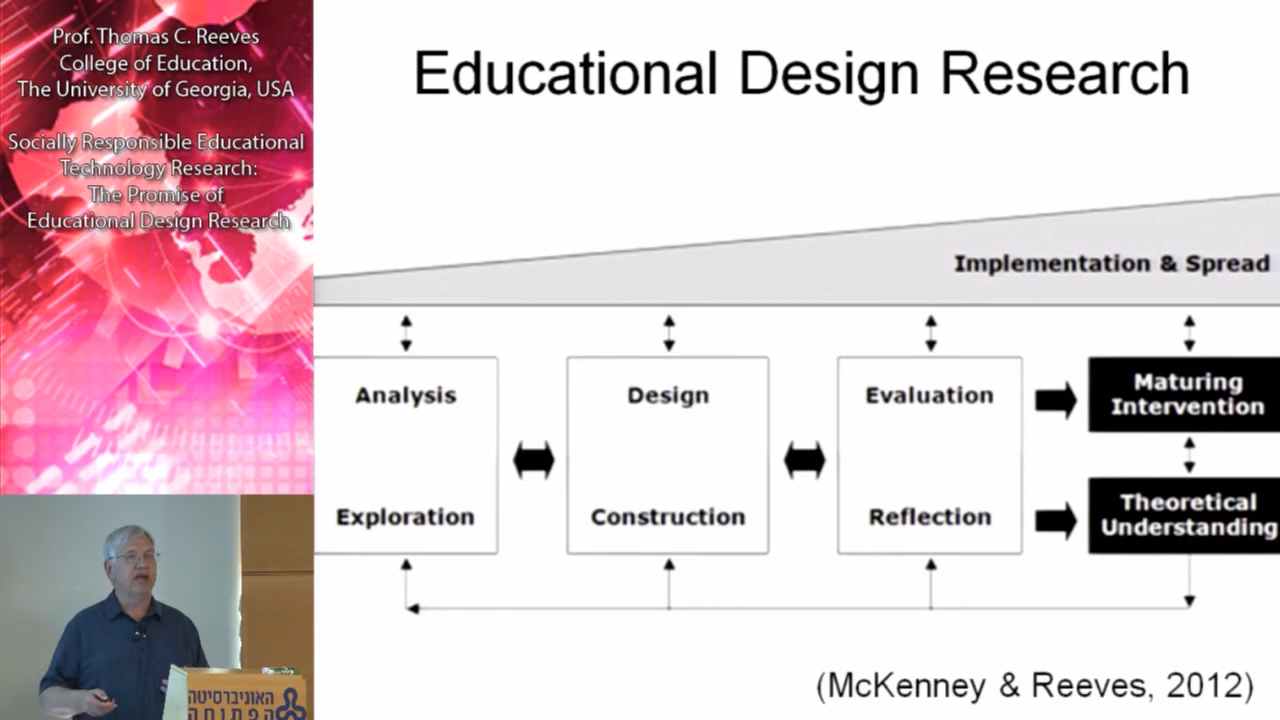 Prof. Thomas C. Reeves
College of Education,
The University of Georgia, USA
Socially Responsible Educational
Technology Research:
The Promise of
Educational Design Research
Educational Design Research
Implementation & Spread
Analysis
Exploration
Design
Construction
Evaluation
Reflection
Maturing
Intervention
Theoretical
Understanding
(McKenney & Reeves, 2012)
האוניברסיטה
הפתוחה